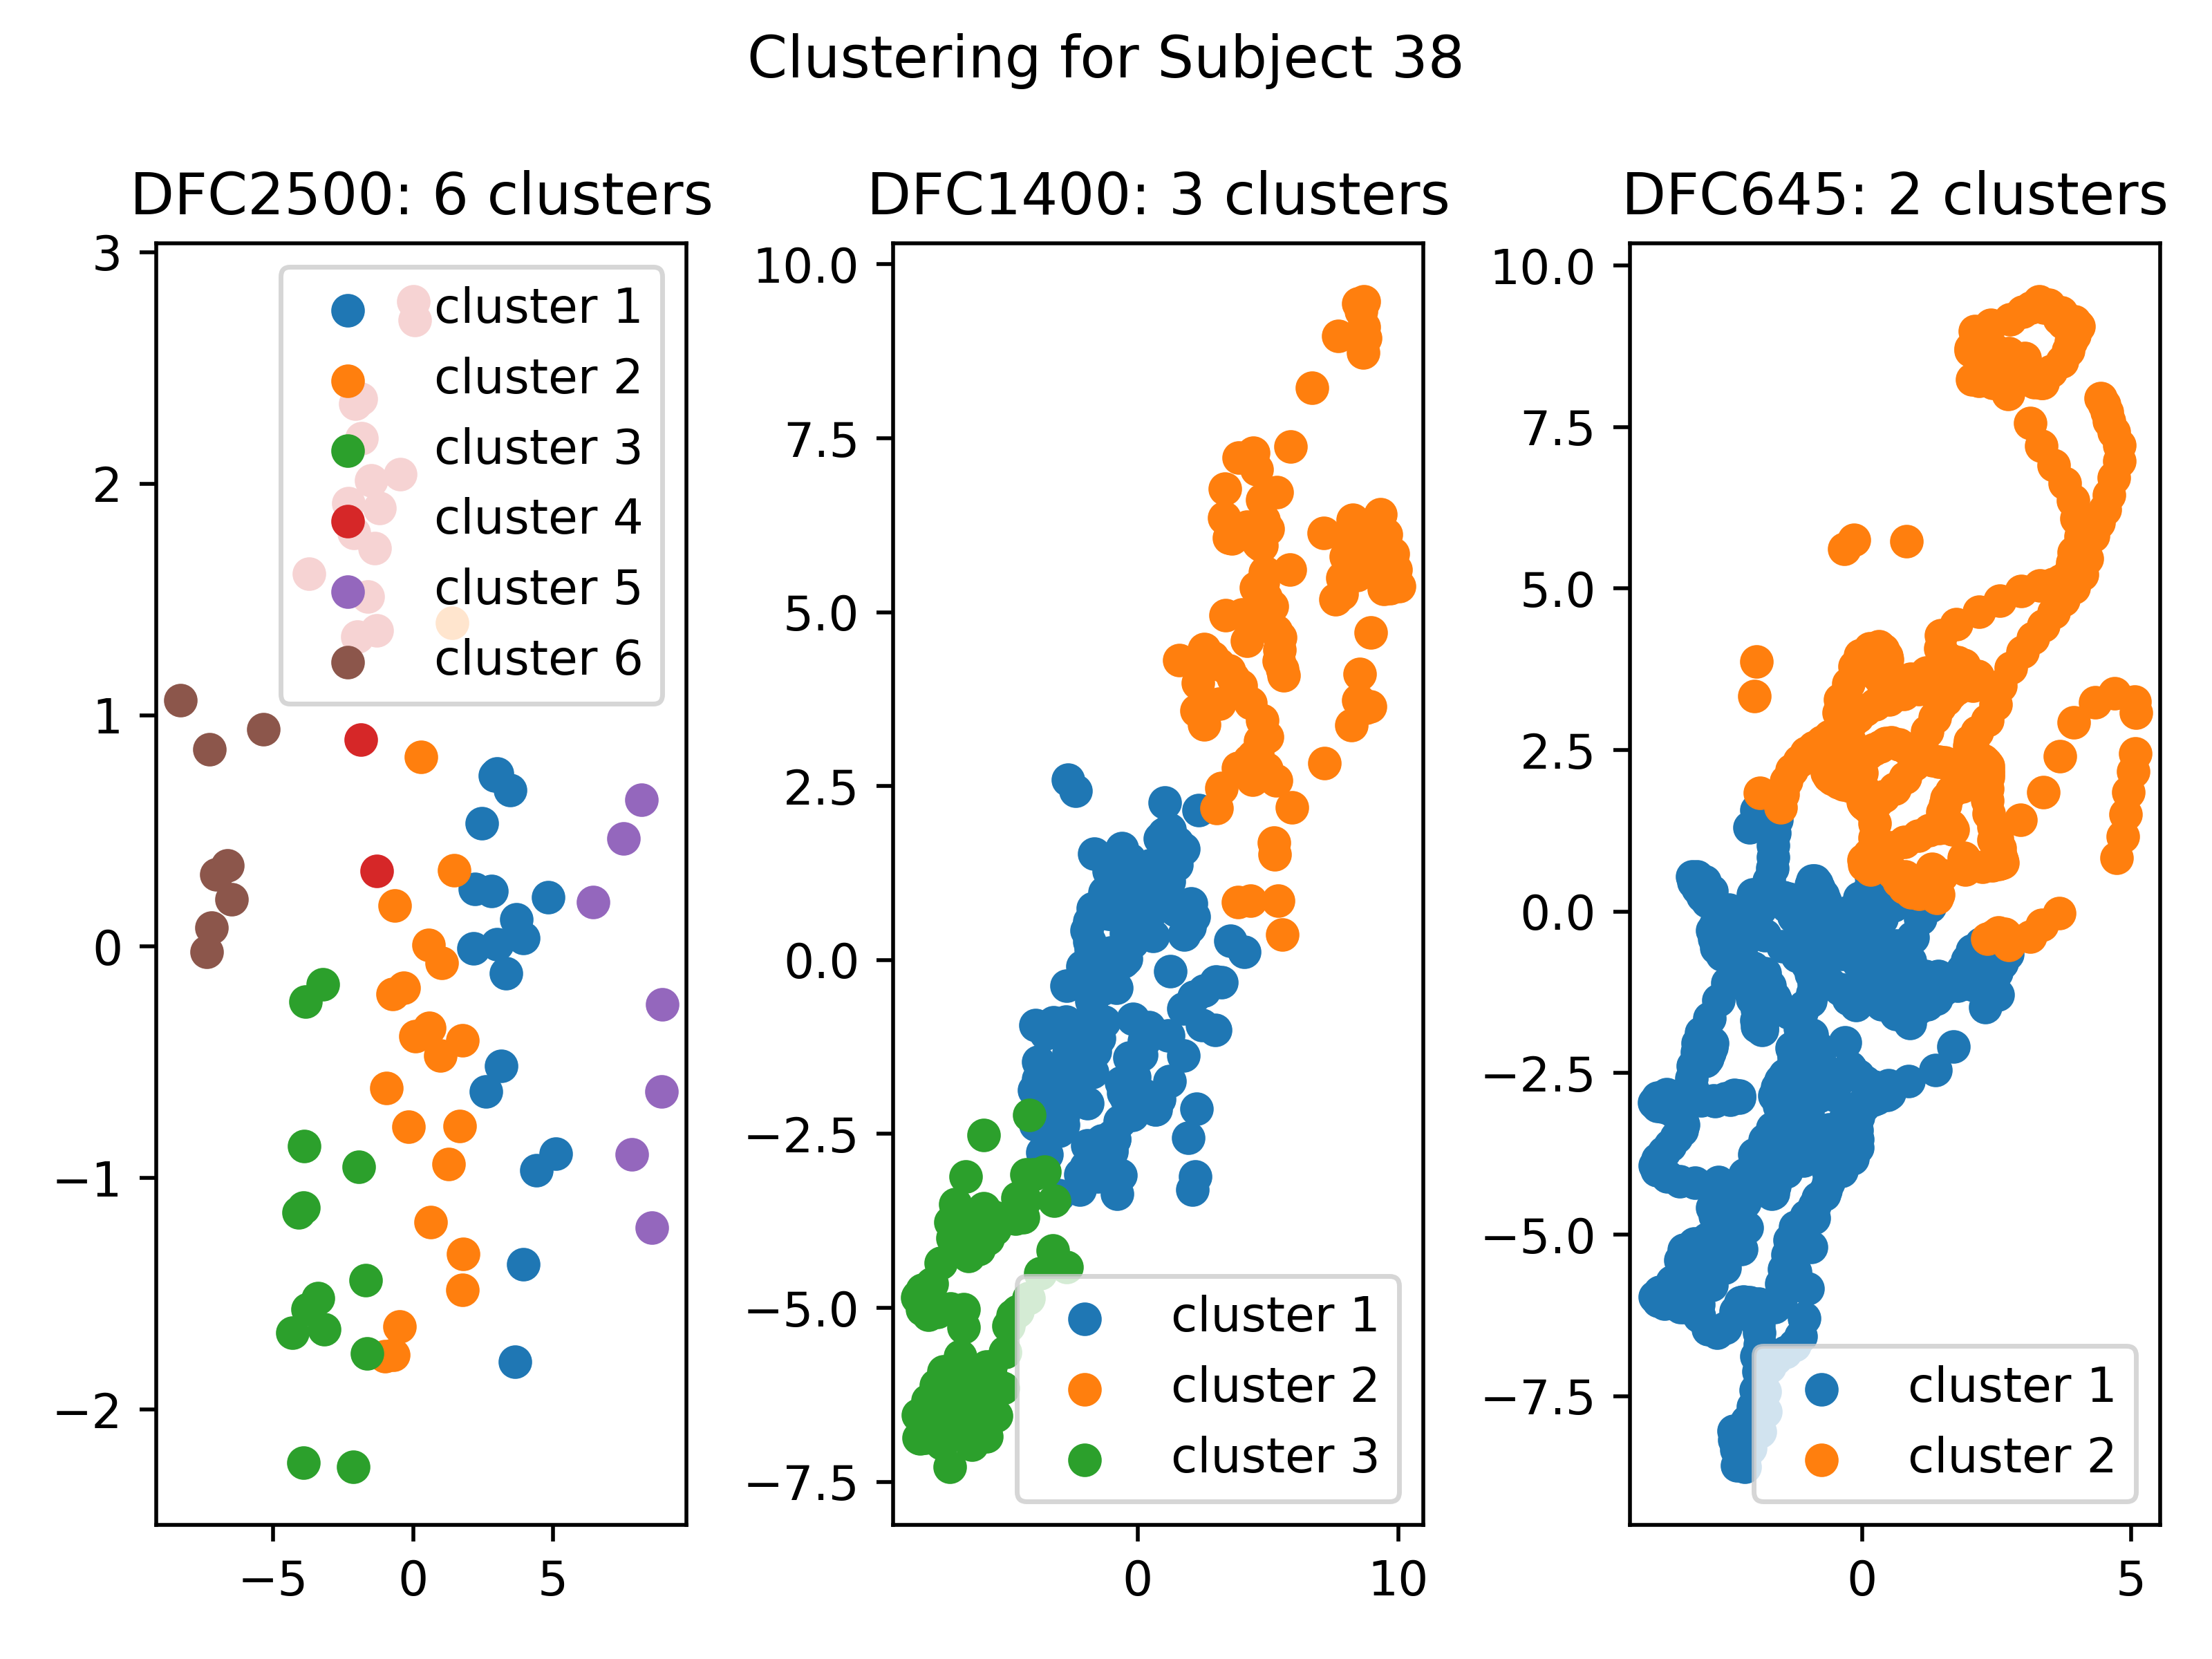 Clustering for Subject 38
DFC2500: 6 clusters
3
2
1
0
−1
−2
−5
0
5
cluster 1
cluster 2
cluster 3
cluster 4
cluster 5
cluster 6
DFC1400: 3 clusters
10.0
7.5
5.0
2.5
0.0
−2.5
−5.0
−7.5
0
10
cluster 1
cluster 2
cluster 3
DFC645: 2 clusters
10.0
7.5
5.0
2.5
0.0
−2.5
−5.0
−7.5
0
5
cluster 1
cluster 2